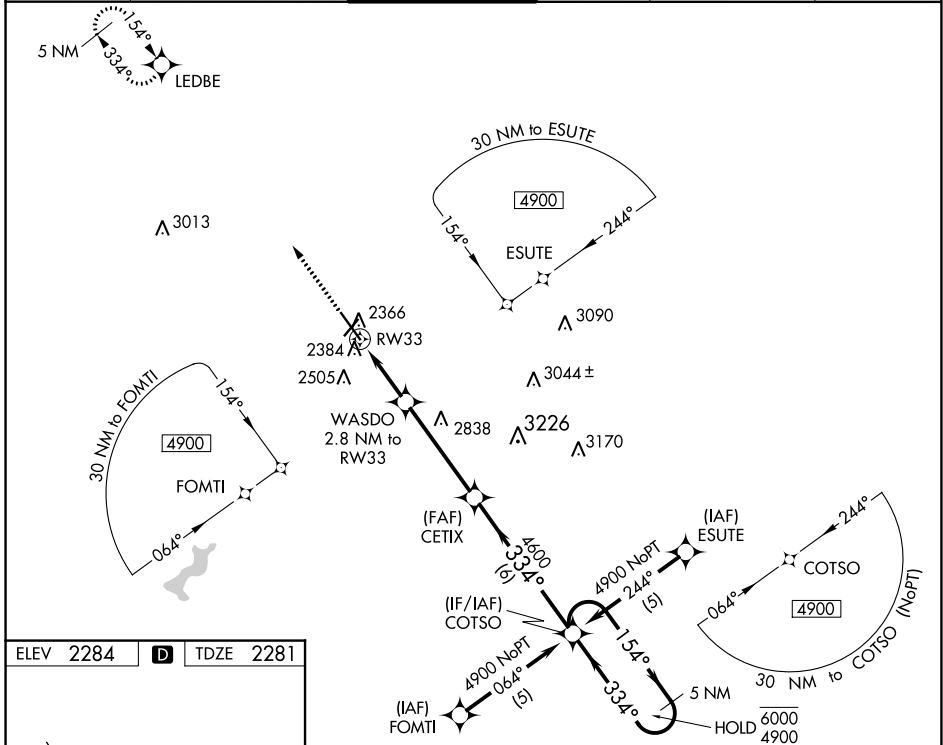 154°
334°
5 NM
LEDBE
30 NM to ESUTE
4900
154°
244°
ESUTE
3013
2366
RW33
2384
2505
3090
3044 ±
3226
3170
2838
WASDO
2.8 NM to
RW33
30 NM to FOMTI
154°
4900
FOMTI
064°
(FAF)
CETIX
4600
334°
(6)
(IAF)
ESUTE
4900 NoPT
244°
(5)
(IF/IAF)
COTSO
244°
COTSO
064°
4900
30 NM to COTSO (NoPT)
154°
334°
5 NM
HOLD
6000
4900
4900 NoPT
064°
(5)
(IAF)
FOMTI
ELEV 2284
D
TDZE 2281